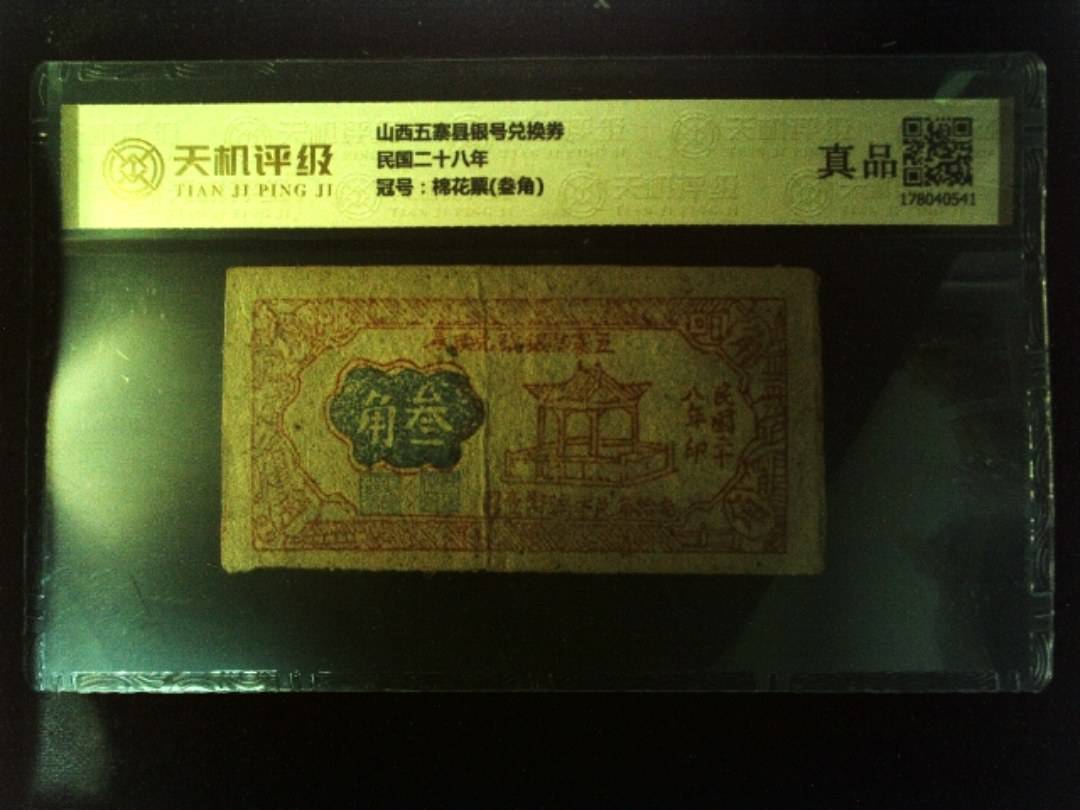 天机评级
TIAN JI PING JI
山西五寨县银号兑换券
民国二十八年
冠号：棉花票(叁角)
真品
178040541
叁角
民國二十
八年印